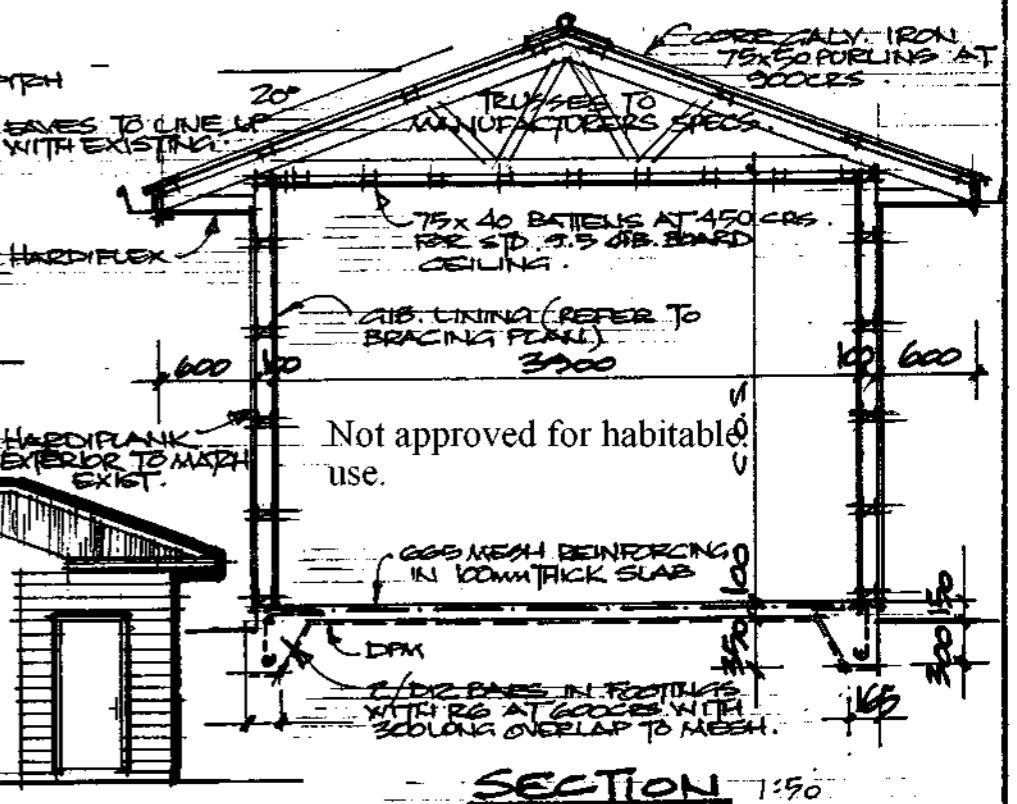 CORR. GALV. IRON
75x50 PURLINS AT
900CRS.
PITCH
20°
EAVES TO LINE UP
WITH EXISTING.
TRUSSES TO
MANUFACTURERS SPECS.
HARDIFLEX
75x40 BATTENS AT 450 CRS.
FOR STD 9.5 GIB. BOARD
CEILING.
GIB. LINING (REFER TO
BRACING PLAN)
600 100 3900 100 600
HARDIPLANK
EXTERIOR TO MATCH
EXIST.
Not approved for habitable
use.
665 MESH REINFORCING
IN 100mm THICK SLAB
100
150
350
300
DPM
2/D12 BARS IN FOOTINGS
WITH R6 AT 600CRS WITH
300LONG OVERLAP TO MESH.
165
SECTION 1:50